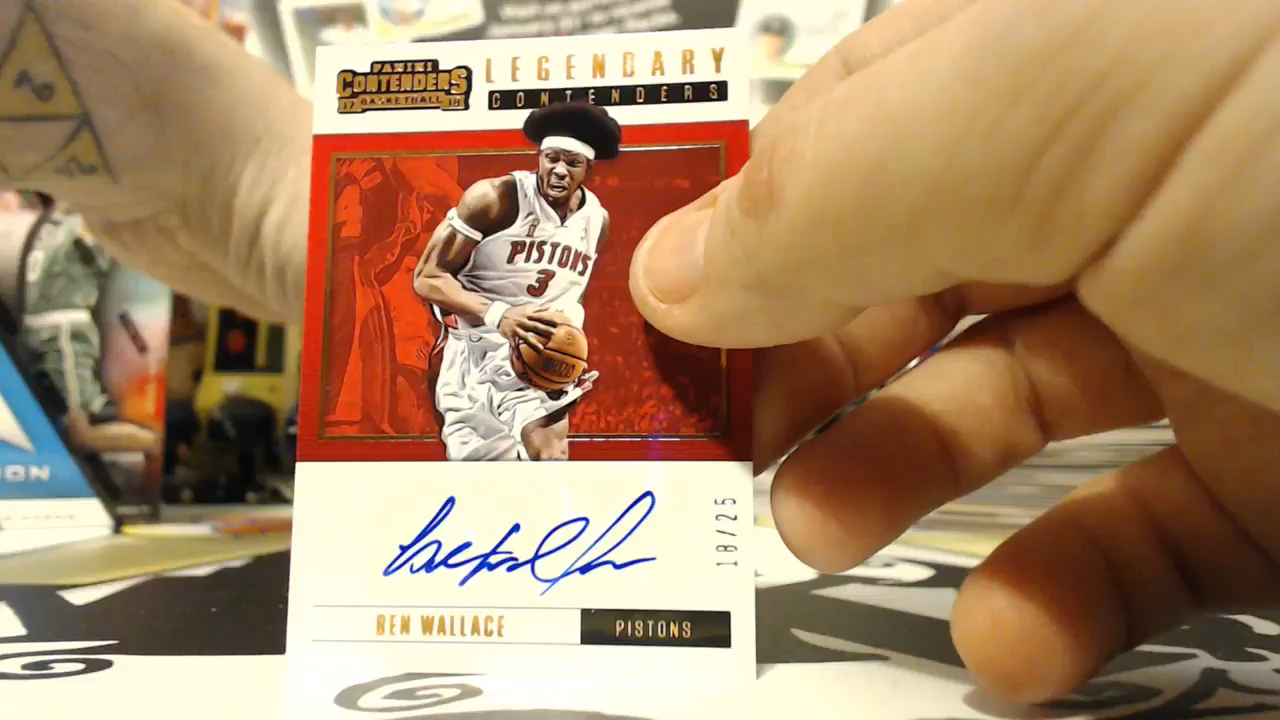 PANINI
CONTENDERS
17 BASKETBALL 18
LEGENDARY
CONTENDERS
PISTONS
3
18/25
BEN WALLACE
PISTONS